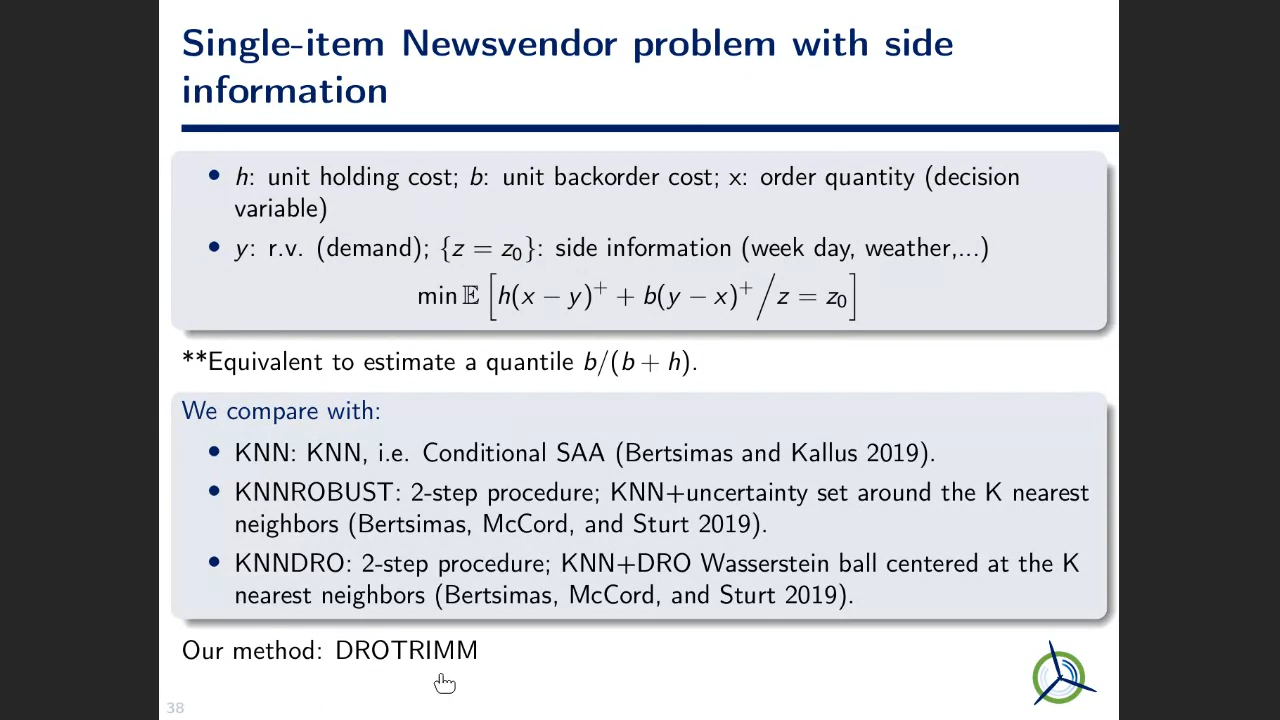 Single-item Newsvendor problem with side
information
• h: unit holding cost; b: unit backorder cost; x: order quantity (decision
variable)
• y: r.v. (demand); {z = z₀}: side information (week day, weather,...)
min 𝔼 [h(x − y)⁺ + b(y − x)⁺ / z = z₀]
**Equivalent to estimate a quantile b/(b + h).
We compare with:
• KNN: KNN, i.e. Conditional SAA (Bertsimas and Kallus 2019).
• KNNROBUST: 2-step procedure; KNN+uncertainty set around the K nearest
neighbors (Bertsimas, McCord, and Sturt 2019).
• KNNDRO: 2-step procedure; KNN+DRO Wasserstein ball centered at the K
nearest neighbors (Bertsimas, McCord, and Sturt 2019).
Our method: DROTRIMM
38